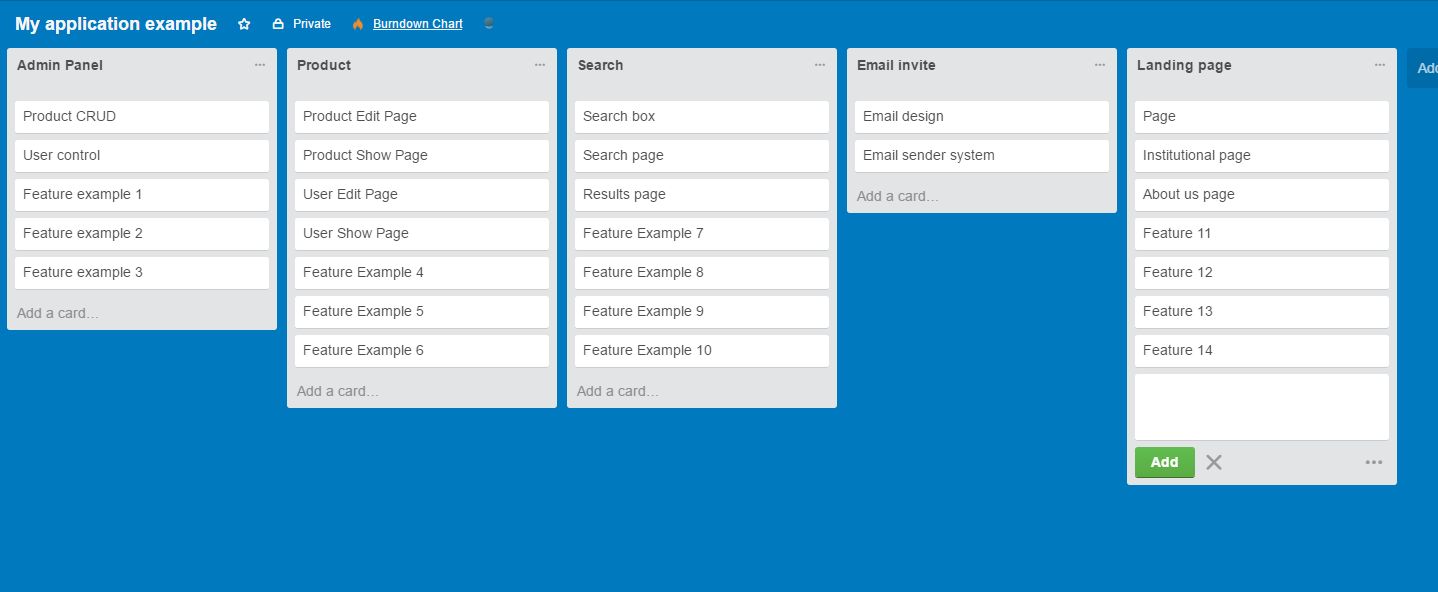 My application example Private Burndown Chart
Admin Panel
Product CRUD
User control
Feature example 1
Feature example 2
Feature example 3
Add a card…
Product
Product Edit Page
Product Show Page
User Edit Page
User Show Page
Feature Example 4
Feature Example 5
Feature Example 6
Add a card…
Search
Search box
Search page
Results page
Feature Example 7
Feature Example 8
Feature Example 9
Feature Example 10
Add a card…
Email invite
Email design
Email sender system
Add a card…
Landing page
Page
Institutional page
About us page
Feature 11
Feature 12
Feature 13
Feature 14
Add